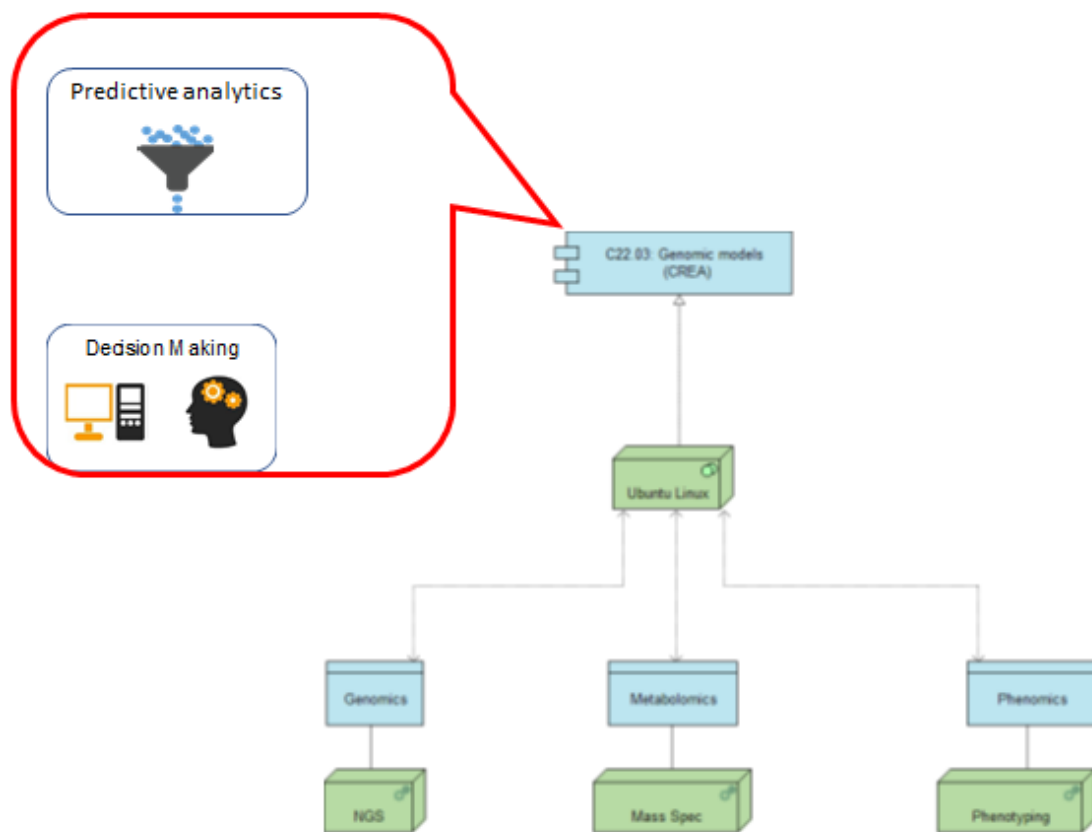 Predictive analytics
Decision Making
C22.03: Genomic models
(CREA)
Ubuntu Linux
Genomics
Metabolomics
Phenomics
NGS
Mass Spec
Phenotyping